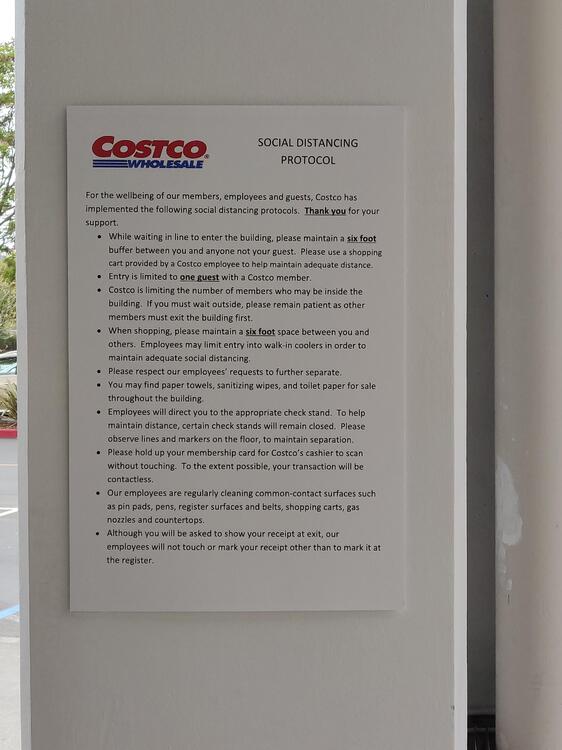 COSTCO
WHOLESALE
SOCIAL DISTANCING
PROTOCOL
For the wellbeing of our members, employees and guests, Costco has
implemented the following social distancing protocols. Thank you for your
support.
• While waiting in line to enter the building, please maintain a six foot
buffer between you and anyone not your guest. Please use a shopping
cart provided by a Costco employee to help maintain adequate distance.
• Entry is limited to one guest with a Costco member.
• Costco is limiting the number of members who may be inside the
building. If you must wait outside, please remain patient as other
members must exit the building first.
• When shopping, please maintain a six foot space between you and
others. Employees may limit entry into walk-in coolers in order to
maintain adequate social distancing.
• Please respect our employees' requests to further separate.
• You may find paper towels, sanitizing wipes, and toilet paper for sale
throughout the building.
• Employees will direct you to the appropriate check stand. To help
maintain distance, certain check stands will remain closed. Please
observe lines and markers on the floor, to maintain separation.
• Please hold up your membership card for Costco's cashier to scan
without touching. To the extent possible, your transaction will be
contactless.
• Our employees are regularly cleaning common-contact surfaces such
as pin pads, pens, register surfaces and belts, shopping carts, gas
nozzles and countertops.
• Although you will be asked to show your receipt at exit, our
employees will not touch or mark your receipt other than to mark it at
the register.